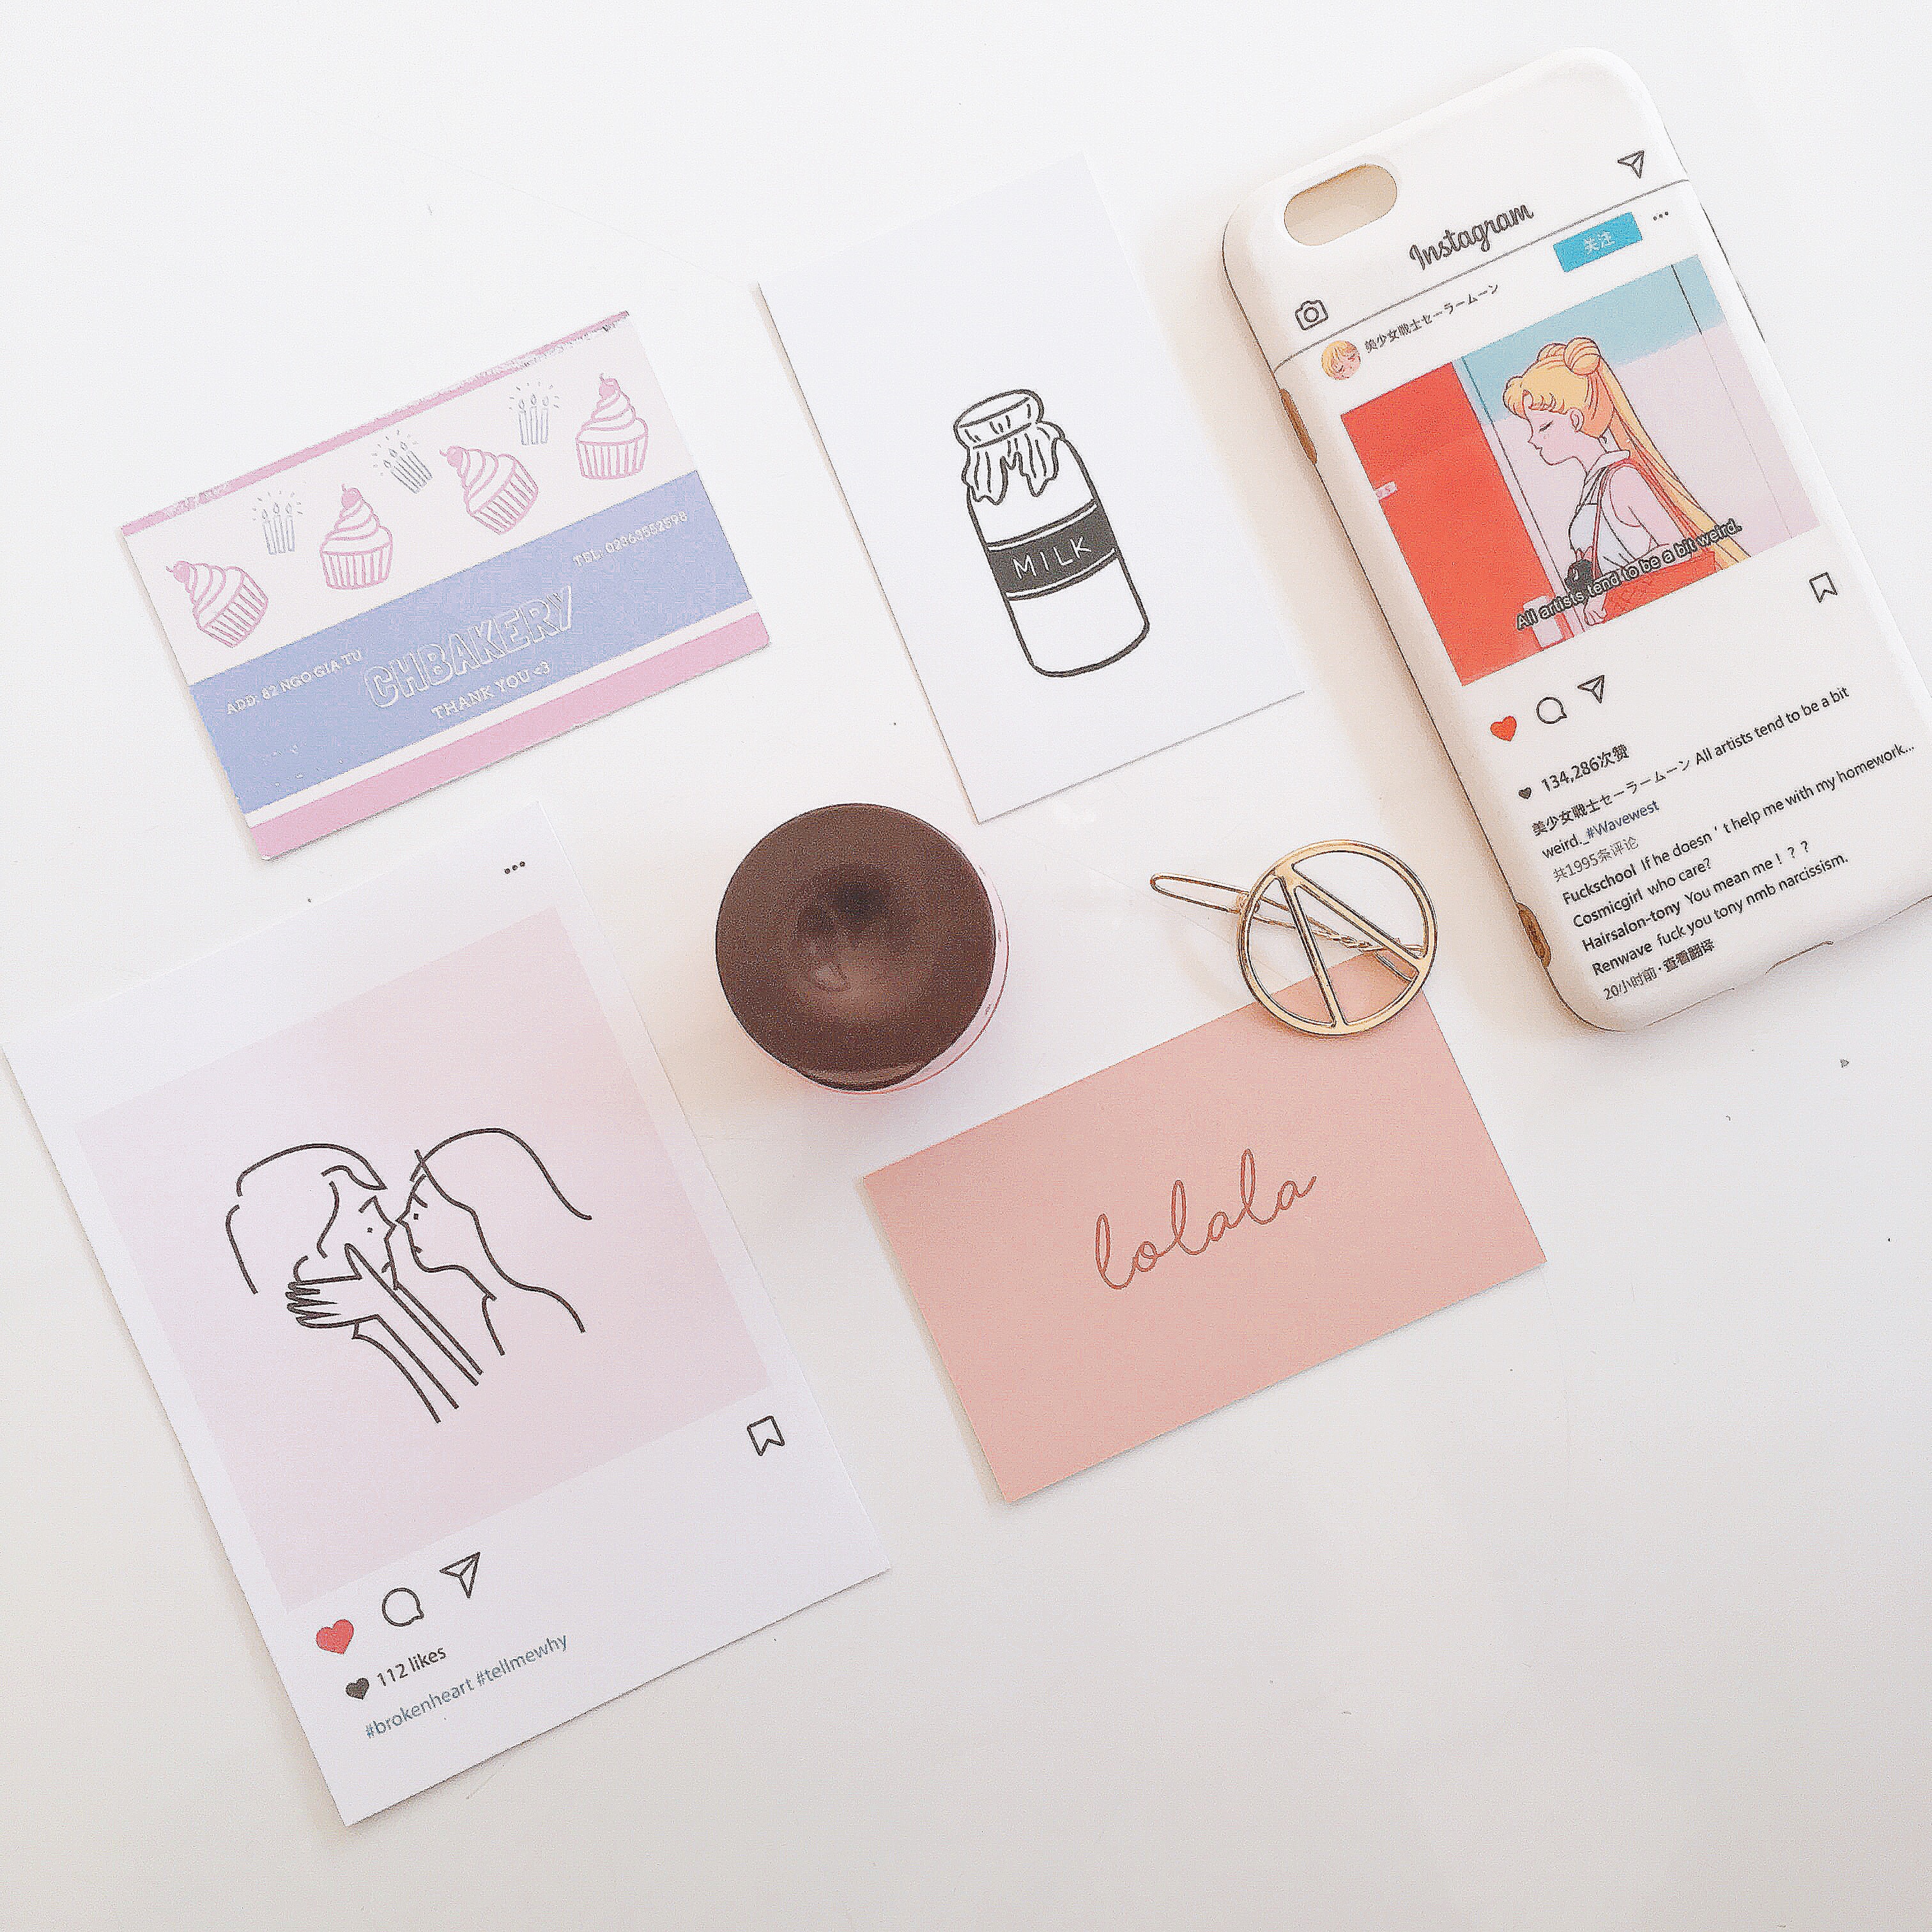 TEL: 02363552598
ADD: 82 NGO GIA TU
CHBAKERY
THANK YOU <3
MILK
Instagram
关注
美少女戦士セーラームーン
All artists tend to be a bit weird.
134,286次赞
美少女戦士セーラームーン All artists tend to be a bit
weird._#Wavewest
共1995条评论
Fuckschool If he doesn't help me with my homework...
Cosmicgirl who care?
Hairsalon-tony You mean me！？？
Renwave fuck you tony nmb narcissism.
20小时前·查看翻译
lolala
112 likes
#brokenheart #tellmewhy